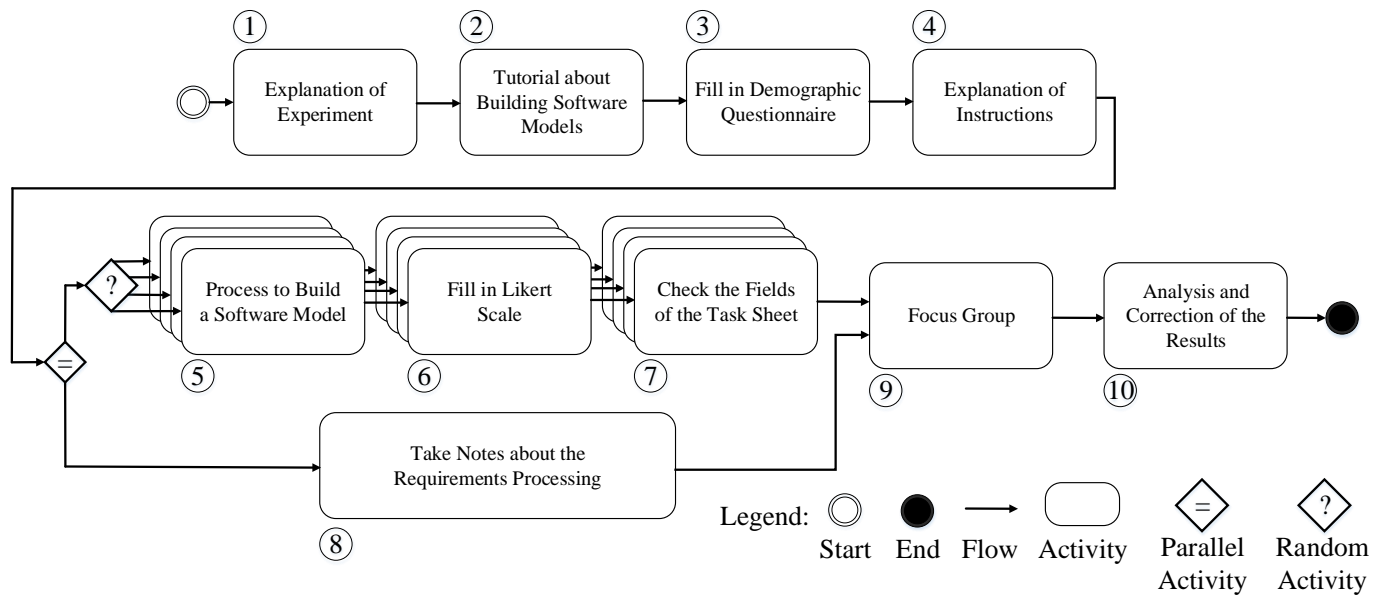 1
2
3
4
Explanation of
Experiment
Tutorial about
Building Software
Models
Fill in Demographic
Questionnaire
Explanation of
Instructions
?
=
Process to Build
a Software Model
Fill in Likert
Scale
Check the Fields
of the Task Sheet
Focus Group
Analysis and
Correction of the
Results
5
6
7
9
10
Take Notes about the
Requirements Processing
8
Legend:
Start
End
Flow
Activity
=
Parallel
Activity
?
Random
Activity